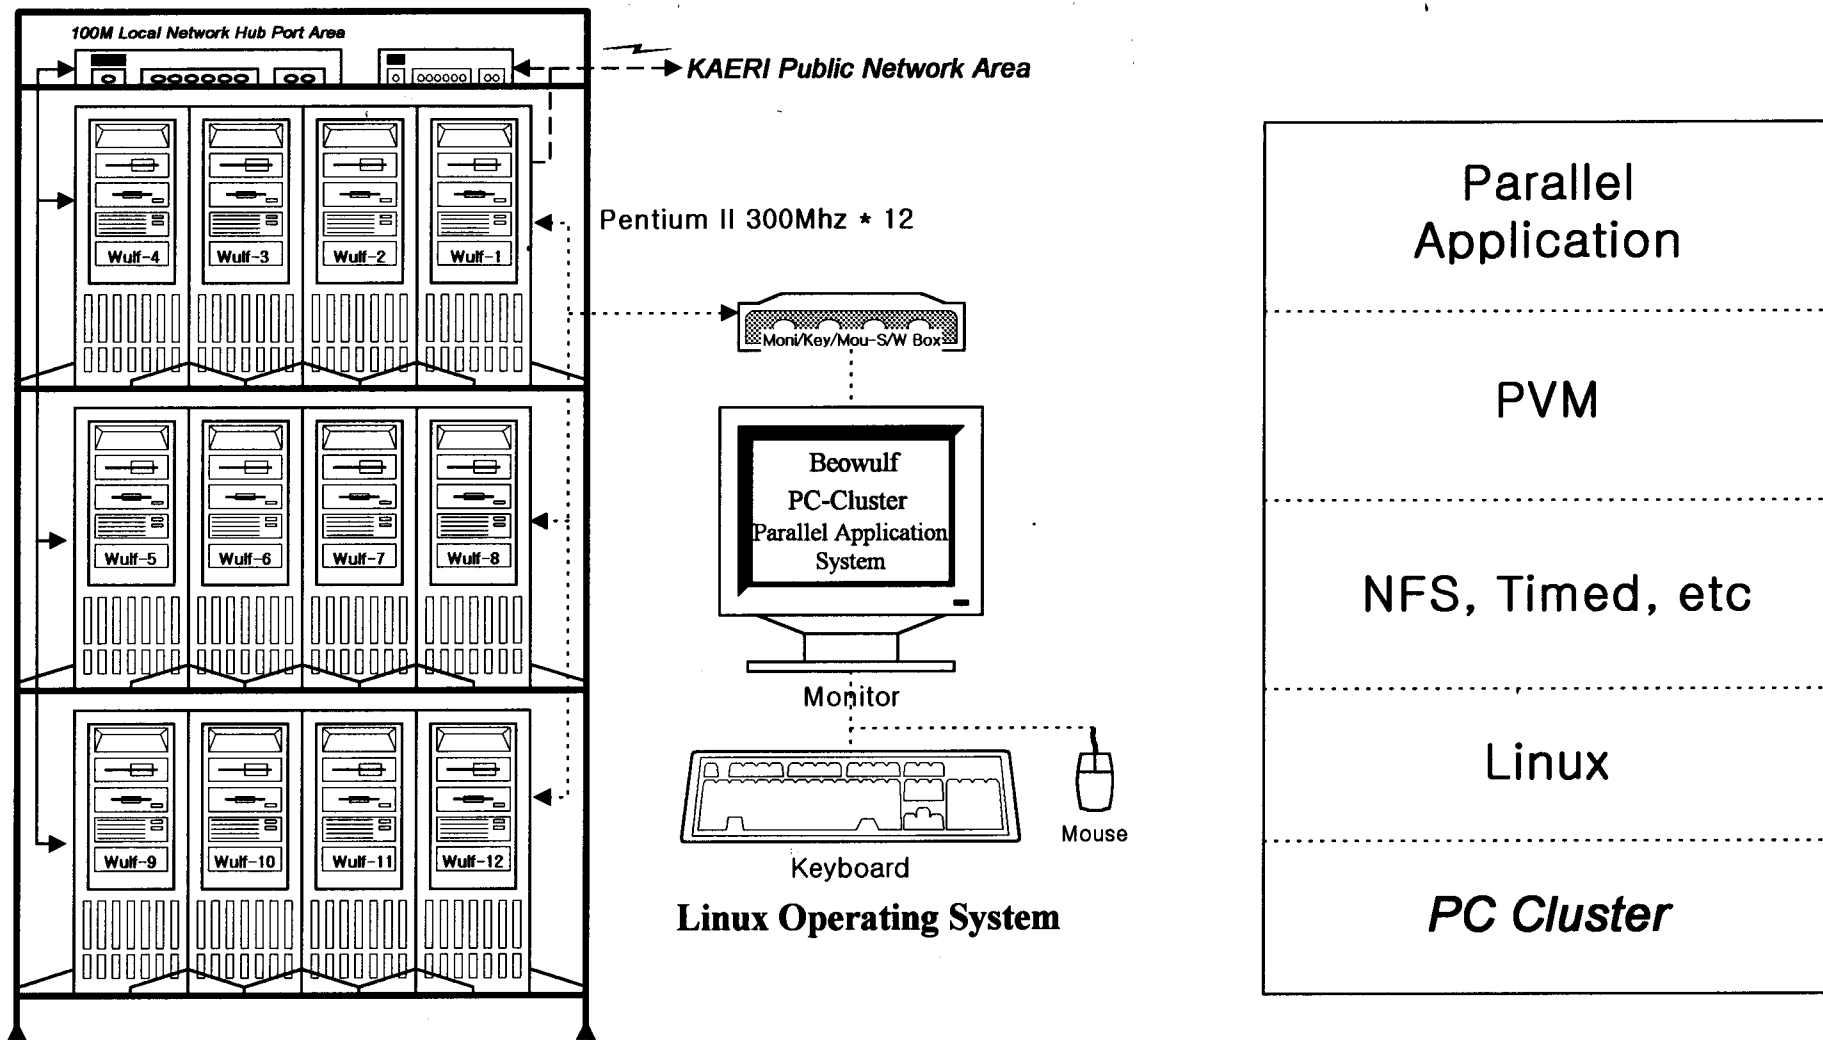 100M Local Network Hub Port Area
KAERI Public Network Area
Wulf-4
Wulf-3
Wulf-2
Wulf-1
Pentium II 300Mhz * 12
Moni/Key/Mou-S/W Box
Wulf-5
Wulf-6
Wulf-7
Wulf-8
Beowulf
PC-Cluster
Parallel Application
System
Monitor
Wulf-9
Wulf-10
Wulf-11
Wulf-12
Keyboard
Mouse
Linux Operating System
Parallel
Application
PVM
NFS, Timed, etc
Linux
PC Cluster